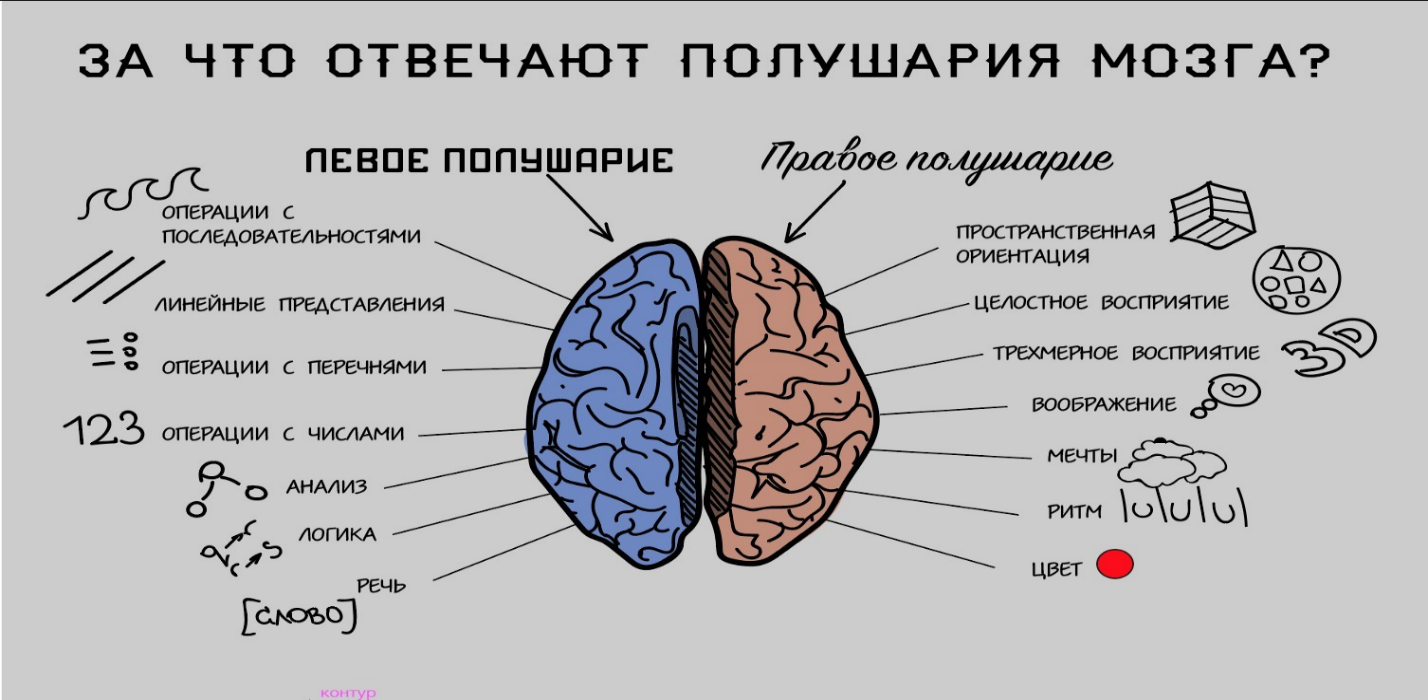 ЗА ЧТО ОТВЕЧАЮТ ПОЛУШАРИЯ МОЗГА?
ЛЕВОЕ ПОЛУШАРИЕ
ОПЕРАЦИИ С
ПОСЛЕДОВАТЕЛЬНОСТЯМИ
ЛИНЕЙНЫЕ ПРЕДСТАВЛЕНИЯ
ОПЕРАЦИИ С ПЕРЕЧНЯМИ
123
ОПЕРАЦИИ С ЧИСЛАМИ
АНАЛИЗ
ЛОГИКА
РЕЧЬ
[СЛОВО]
Правое полушарие
ПРОСТРАНСТВЕННАЯ
ОРИЕНТАЦИЯ
ЦЕЛОСТНОЕ ВОСПРИЯТИЕ
ТРЕХМЕРНОЕ ВОСПРИЯТИЕ
3D
ВООБРАЖЕНИЕ
МЕЧТЫ
РИТМ
ЦВЕТ
контур